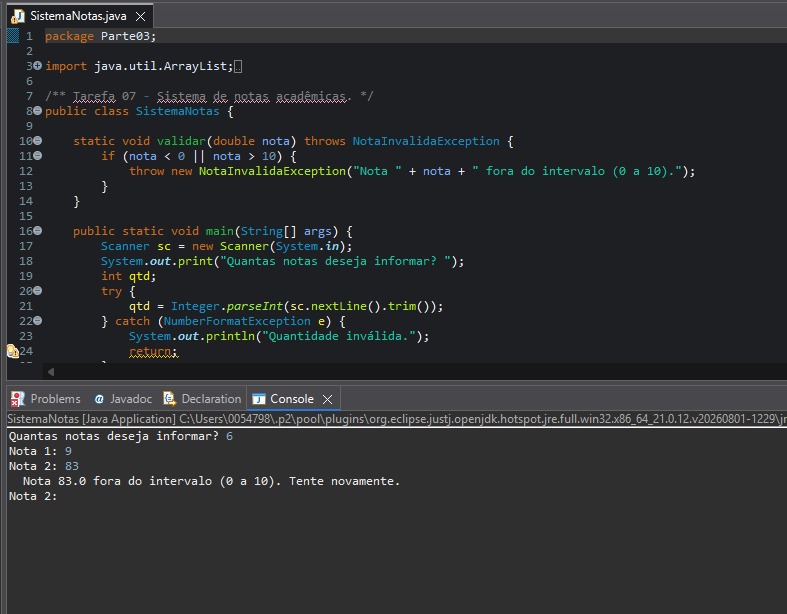 SistemaNotas.java
1 package Parte03;
2
3 import java.util.ArrayList;
6
7 /** Tarefa 07 - Sistema de notas acadêmicas. */
8 public class SistemaNotas {
9
10 static void validar(double nota) throws NotaInvalidaException {
11 if (nota < 0 || nota > 10) {
12 throw new NotaInvalidaException("Nota " + nota + " fora do intervalo (0 a 10).");
13 }
14 }
15
16 public static void main(String[] args) {
17 Scanner sc = new Scanner(System.in);
18 System.out.print("Quantas notas deseja informar? ");
19 int qtd;
20 try {
21 qtd = Integer.parseInt(sc.nextLine().trim());
22 } catch (NumberFormatException e) {
23 System.out.println("Quantidade inválida.");
24 return;
Problems @ Javadoc Declaration Console
SistemaNotas [Java Application] C:\Users\0054798\.p2\pool\plugins\org.eclipse.justj.openjdk.hotspot.jre.full.win32.x86_64_21.0.12.v20260801-1229\jr
Quantas notas deseja informar? 6
Nota 1: 9
Nota 2: 83
Nota 83.0 fora do intervalo (0 a 10). Tente novamente.
Nota 2: